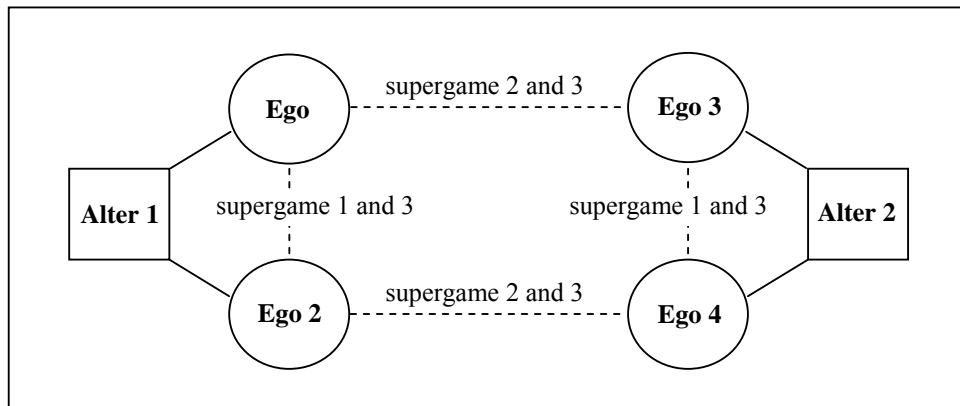 supergame 2 and 3
Ego
Ego 3
Alter 1
supergame 1 and 3
supergame 1 and 3
Alter 2
Ego 2
supergame 2 and 3
Ego 4